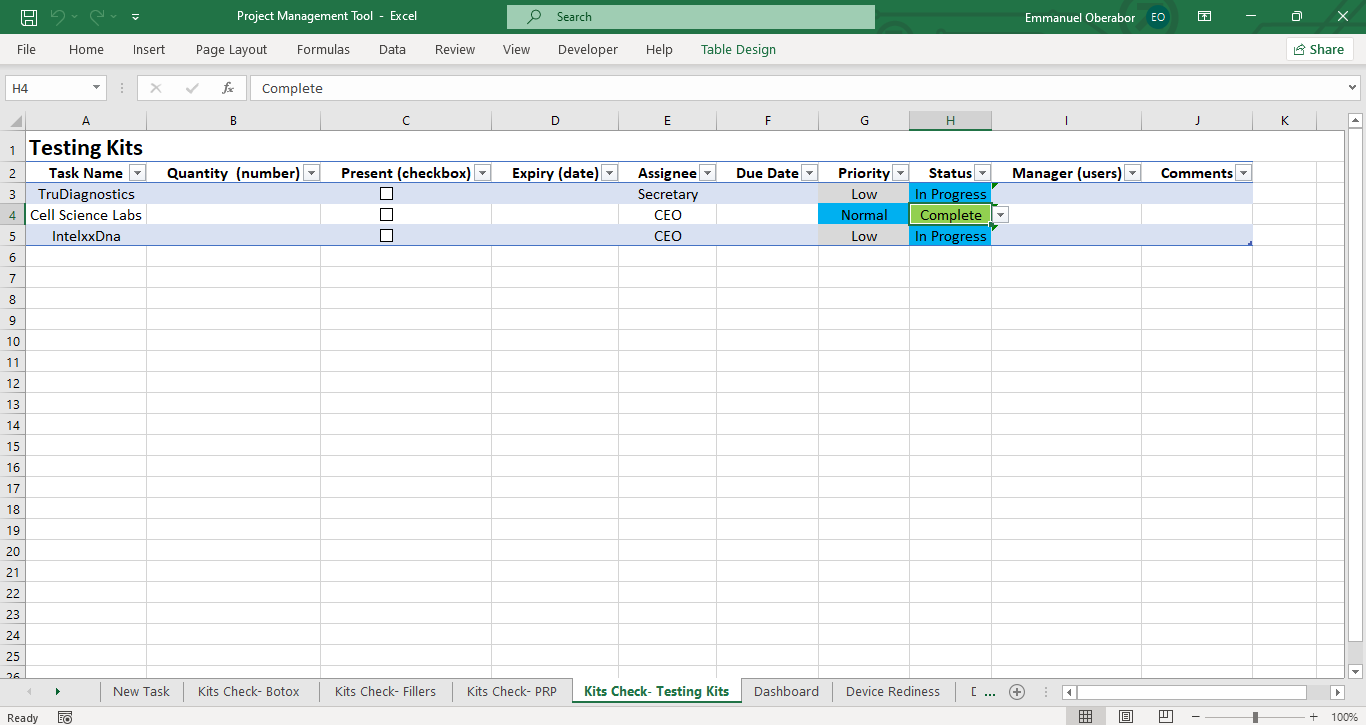 Project Management Tool - Excel
Search
Emmanuel Oberabor EO
File Home Insert Page Layout Formulas Data Review View Developer Help Table Design Share
H4 fx Complete
A B C D E F G H I J K
1 Testing Kits
2 Task Name Quantity (number) Present (checkbox) Expiry (date) Assignee Due Date Priority Status Manager (users) Comments
3 TruDiagnostics Secretary Low In Progress
4 Cell Science Labs CEO Normal Complete
5 IntelxxDna CEO Low In Progress
6
7
8
9
10
11
12
13
14
15
16
17
18
19
20
21
22
23
24
25
26
New Task Kits Check- Botox Kits Check- Fillers Kits Check- PRP Kits Check- Testing Kits Dashboard Device Rediness ...
Ready 100%